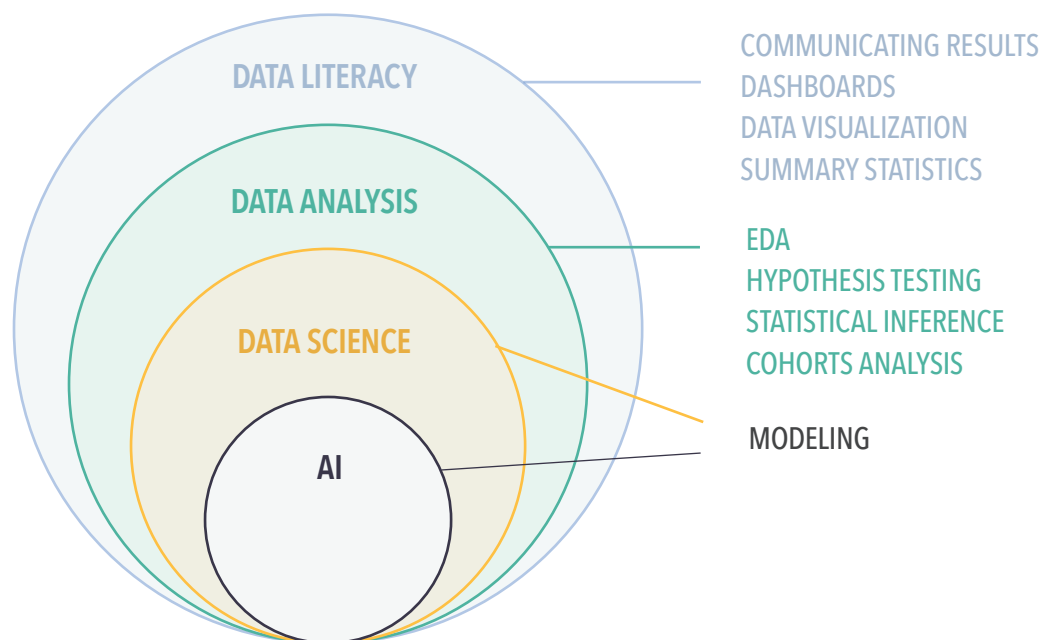 DATA LITERACY
DATA ANALYSIS
DATA SCIENCE
AI
COMMUNICATING RESULTS
DASHBOARDS
DATA VISUALIZATION
SUMMARY STATISTICS
EDA
HYPOTHESIS TESTING
STATISTICAL INFERENCE
COHORTS ANALYSIS
MODELING